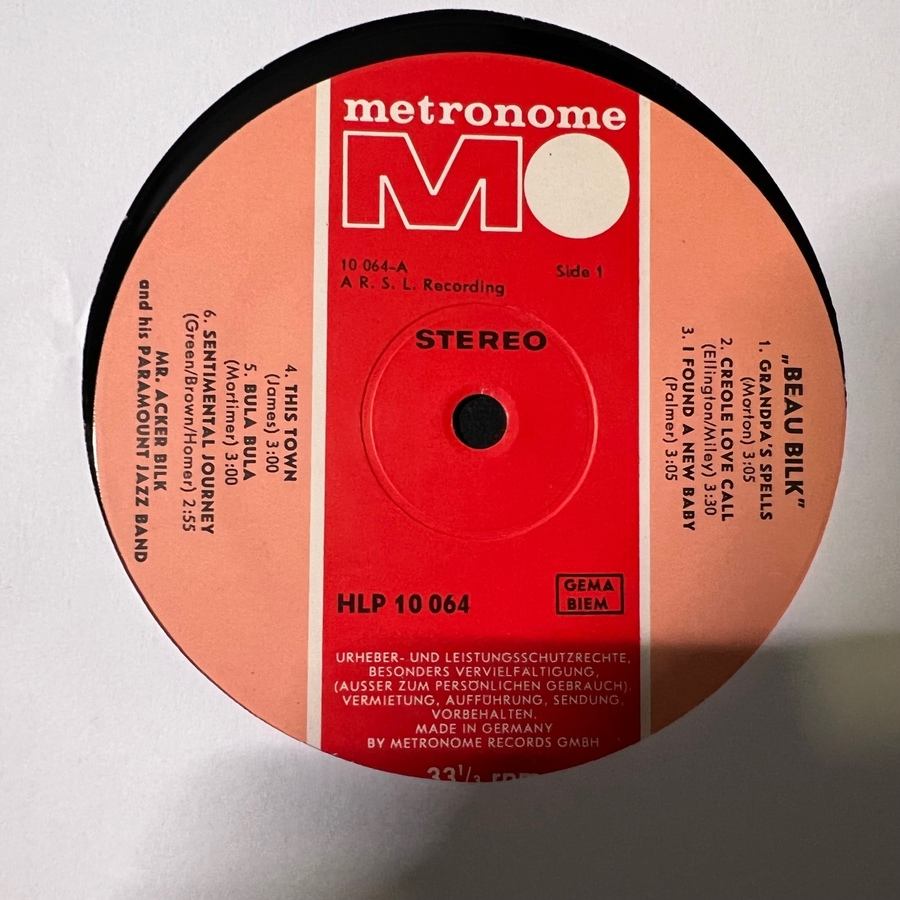 metronome
MO
10 064-A
Side 1
A R. S. L. Recording
STEREO
„BEAU BILK"
1. GRANDPA'S SPELLS
(Morton) 3:05
2. CREOLE LOVE CALL
(Ellington/Miley) 3:30
3. I FOUND A NEW BABY
(Palmer) 3:05
4. THIS TOWN
(James) 3:00
5. BULA BULA
(Mortimer) 3:00
6. SENTIMENTAL JOURNEY
(Green/Brown/Homer) 2:55
MR. ACKER BILK
and his PARAMOUNT JAZZ BAND
HLP 10 064
GEMA
BIEM
URHEBER- UND LEISTUNGSSCHUTZRECHTE,
BESONDERS VERVIELFÄLTIGUNG,
(AUSSER ZUM PERSÖNLICHEN GEBRAUCH),
VERMIETUNG, AUFFÜHRUNG, SENDUNG,
VORBEHALTEN.
MADE IN GERMANY
BY METRONOME RECORDS GMBH
33⅓ rpm